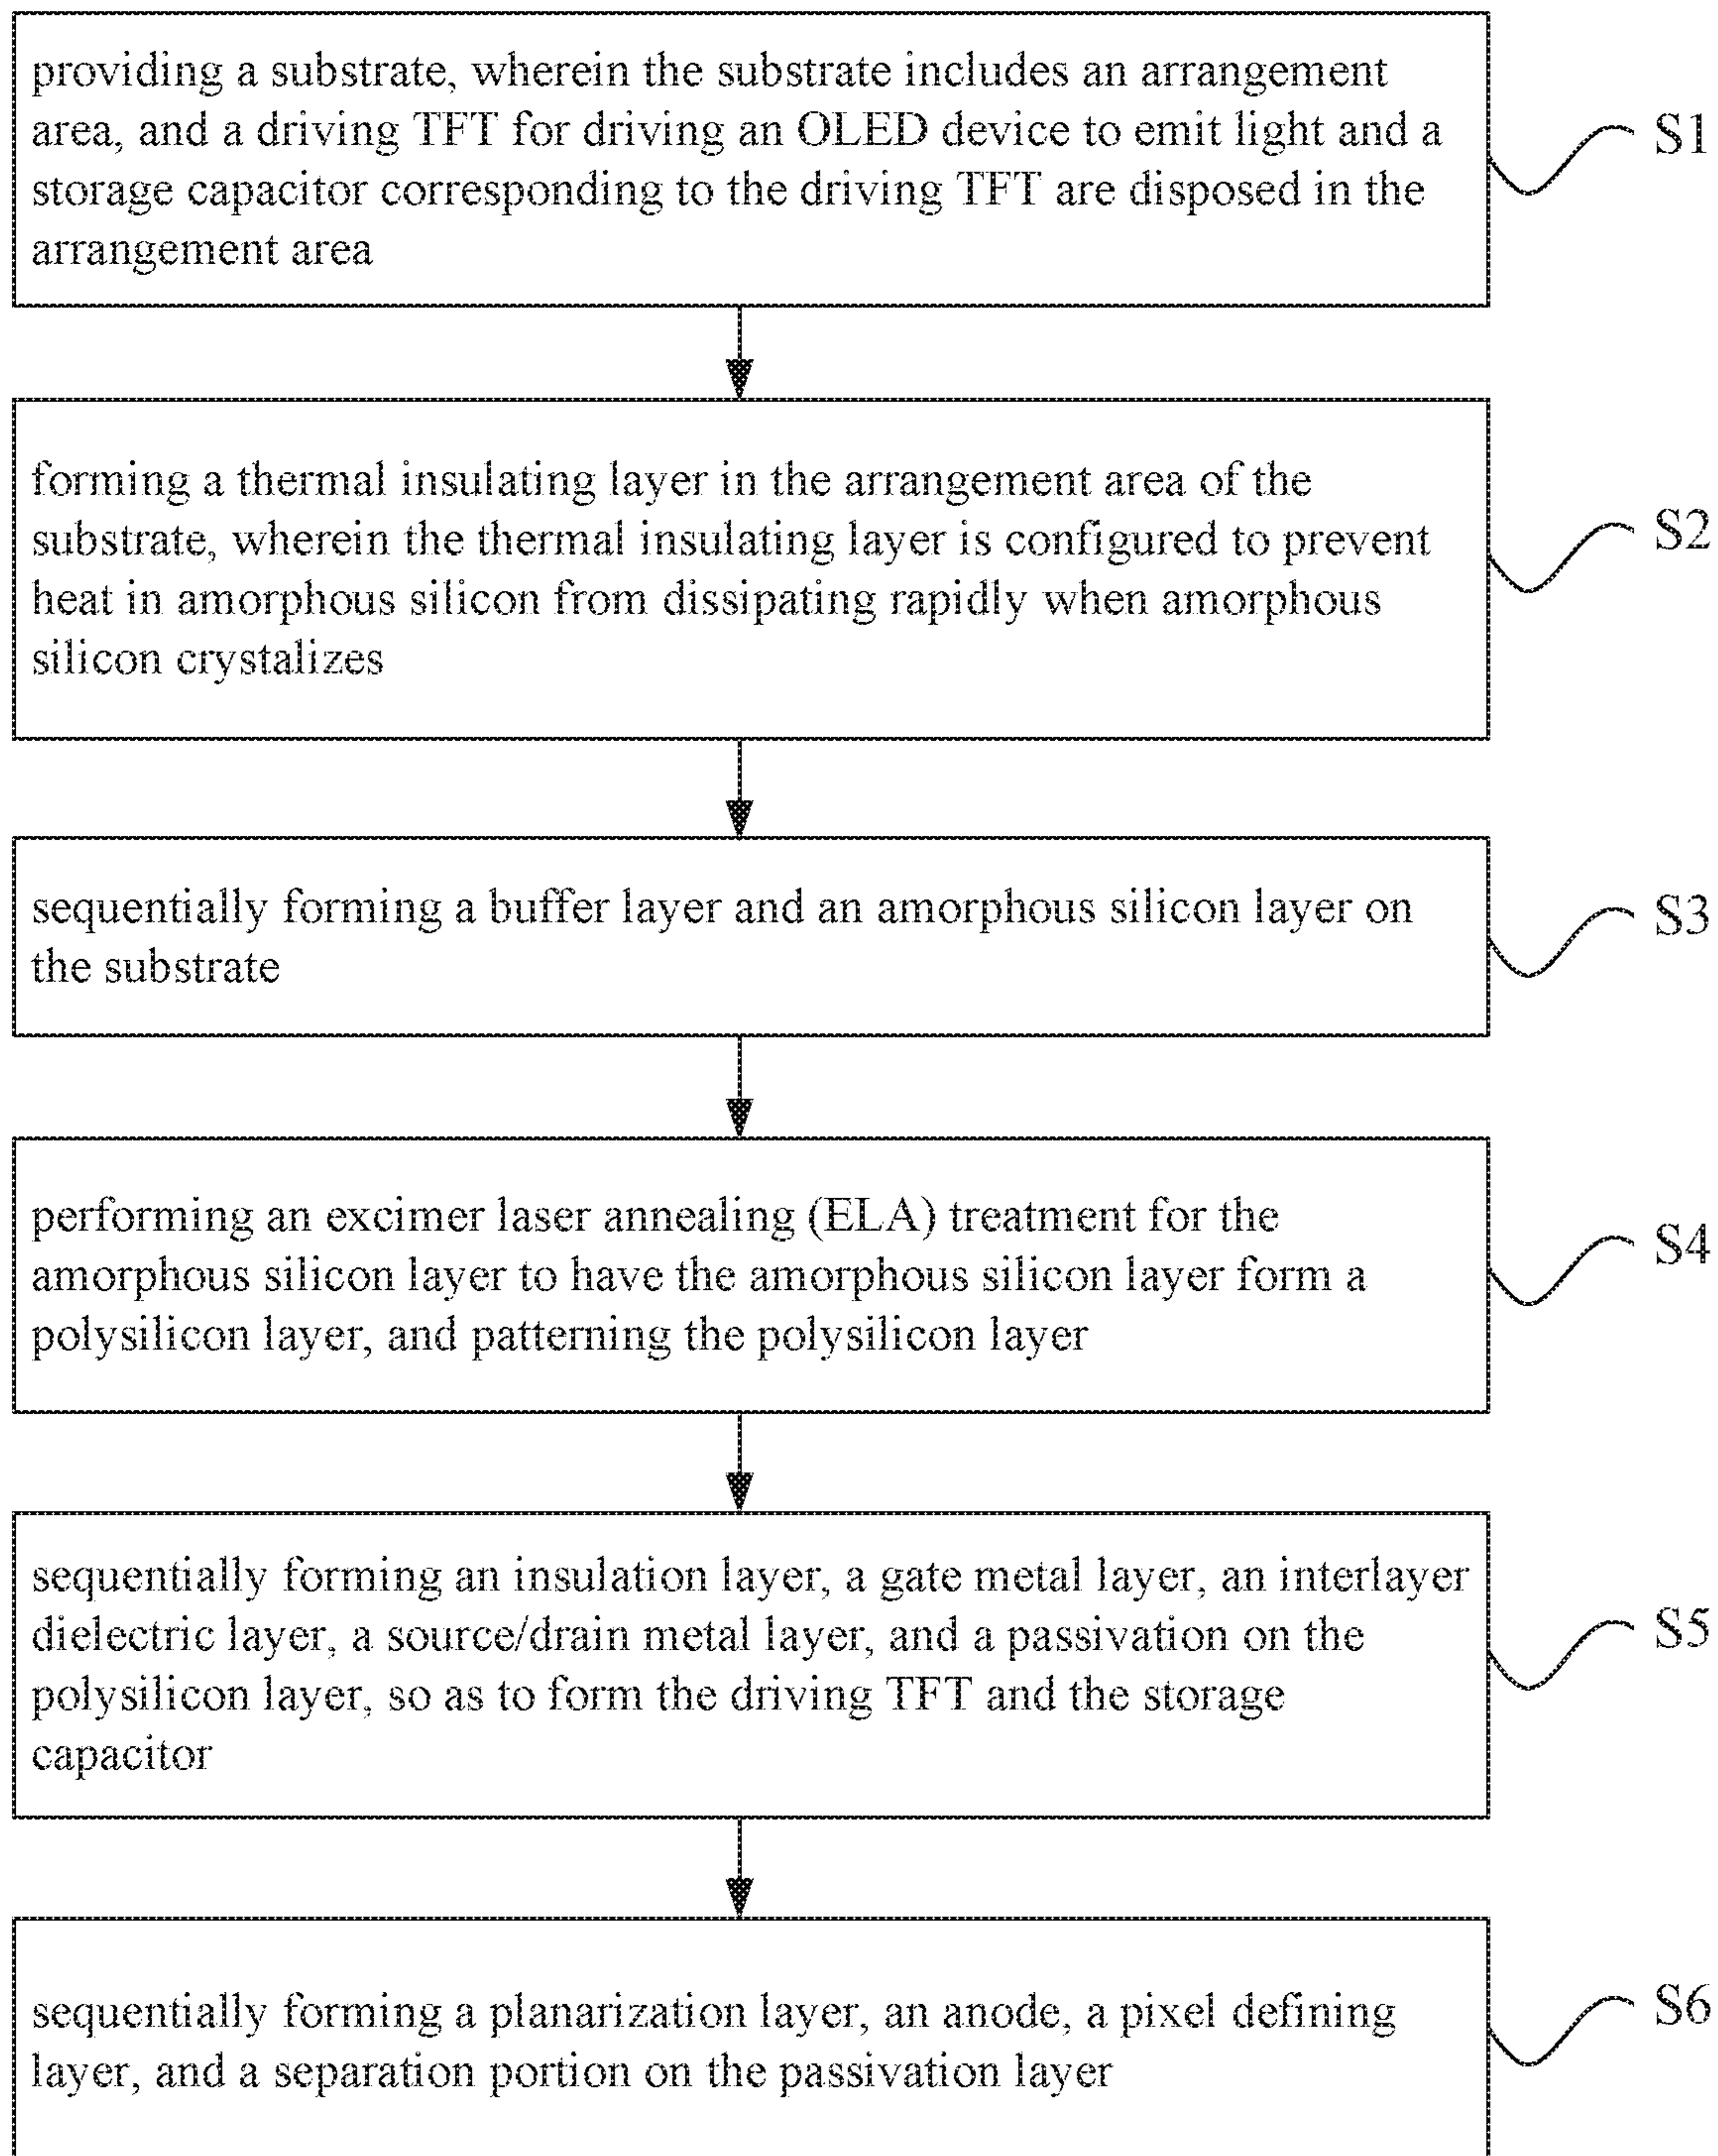 providing a substrate, wherein the substrate includes an arrangement
area, and a driving TFT for driving an OLED device to emit light and a
storage capacitor corresponding to the driving TFT are disposed in the
arrangement area
S1
forming a thermal insulating layer in the arrangement area of the
substrate, wherein the thermal insulating layer is configured to prevent
heat in amorphous silicon from dissipating rapidly when amorphous
silicon crystalizes
S2
sequentially forming a buffer layer and an amorphous silicon layer on
the substrate
S3
performing an excimer laser annealing (ELA) treatment for the
amorphous silicon layer to have the amorphous silicon layer form a
polysilicon layer, and patterning the polysilicon layer
S4
sequentially forming an insulation layer, a gate metal layer, an interlayer
dielectric layer, a source/drain metal layer, and a passivation on the
polysilicon layer, so as to form the driving TFT and the storage
capacitor
S5
sequentially forming a planarization layer, an anode, a pixel defining
layer, and a separation portion on the passivation layer
S6